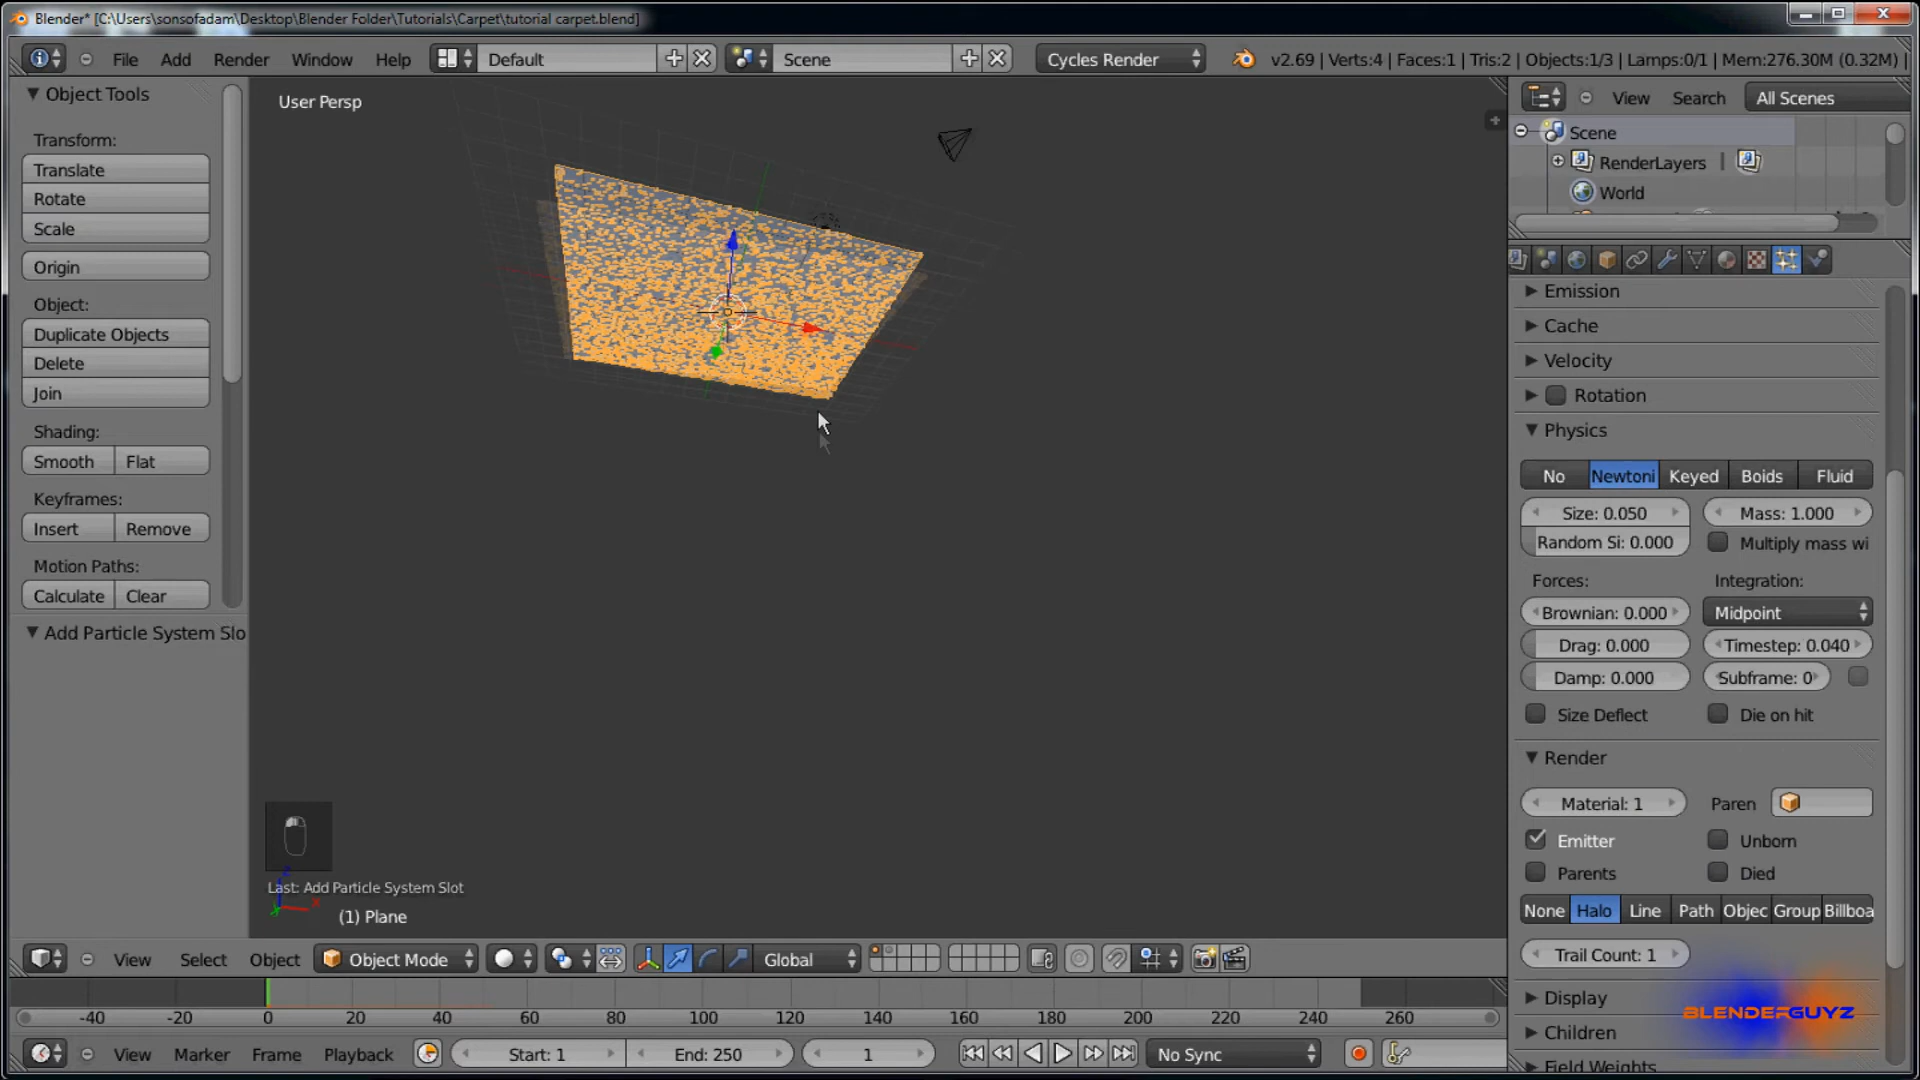 Blender* [C:\Users\sonsofadam\Desktop\Blender Folder\Tutorials\Carpet\tutorial carpet.blend]
File Add Render Window Help Default Scene Cycles Render v2.69 | Verts:4 | Faces:1 | Tris:2 | Objects:1/3 | Lamps:0/1 | Mem:276.30M (0.32M) |
Object Tools
Transform:
Translate
Rotate
Scale
Origin
Object:
Duplicate Objects
Delete
Join
Shading:
Smooth Flat
Keyframes:
Insert Remove
Motion Paths:
Calculate Clear
Add Particle System Slo
User Persp
Last: Add Particle System Slot
(1) Plane
View Search All Scenes
Scene
RenderLayers |
World
Emission
Cache
Velocity
Rotation
Physics
No Newtoni Keyed Boids Fluid
Size: 0.050 Mass: 1.000
Random Si: 0.000 Multiply mass wi
Forces: Integration:
Brownian: 0.000 Midpoint
Drag: 0.000 Timestep: 0.040
Damp: 0.000 Subframe: 0
Size Deflect Die on hit
Render
Material: 1 Paren
Emitter Unborn
Parents Died
None Halo Line Path Objec Group Billboa
Trail Count: 1
Display
Children
Field Weights
BLENDERGUYZ
View Select Object Object Mode Global
-40 -20 0 20 40 60 80 100 120 140 160 180 200 220 240 260
View Marker Frame Playback Start: 1 End: 250 1 No Sync